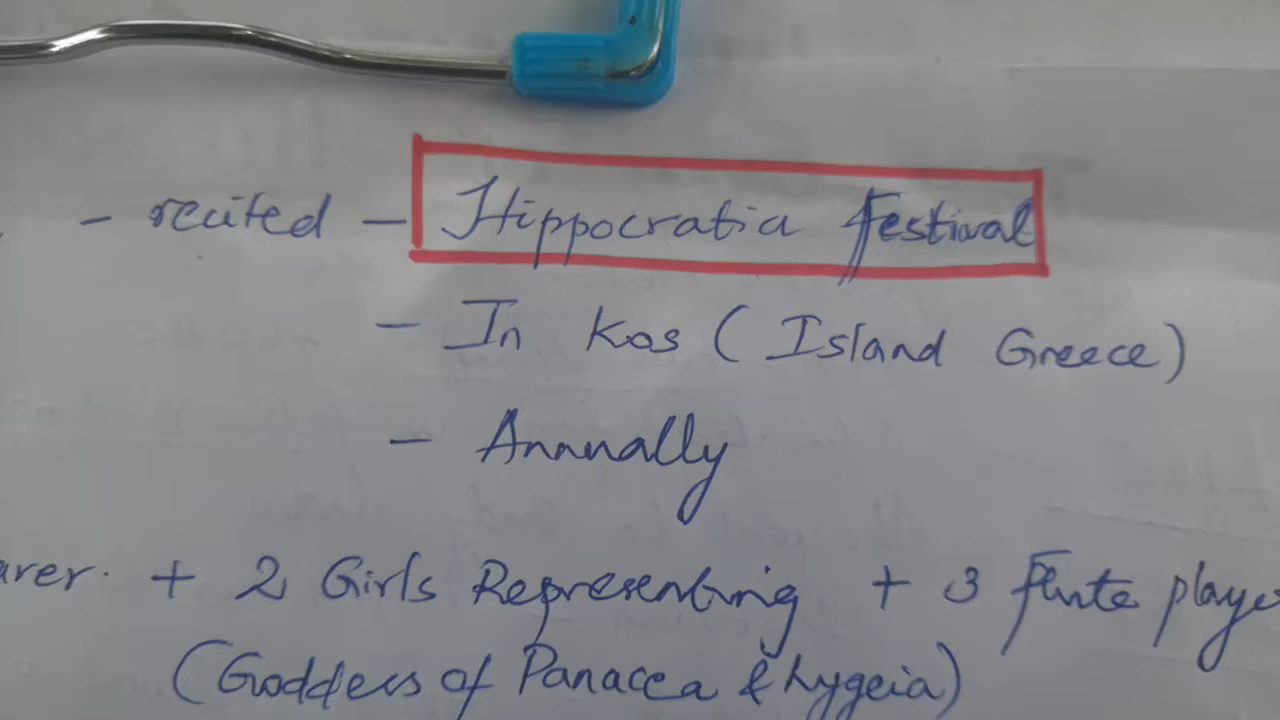 - recited - Hippocratia Festival
- In Kos (Island Greece)
- Annually
+ 2 Girls Representing + 3 flute
(Goddess of Panacea & hygeia)